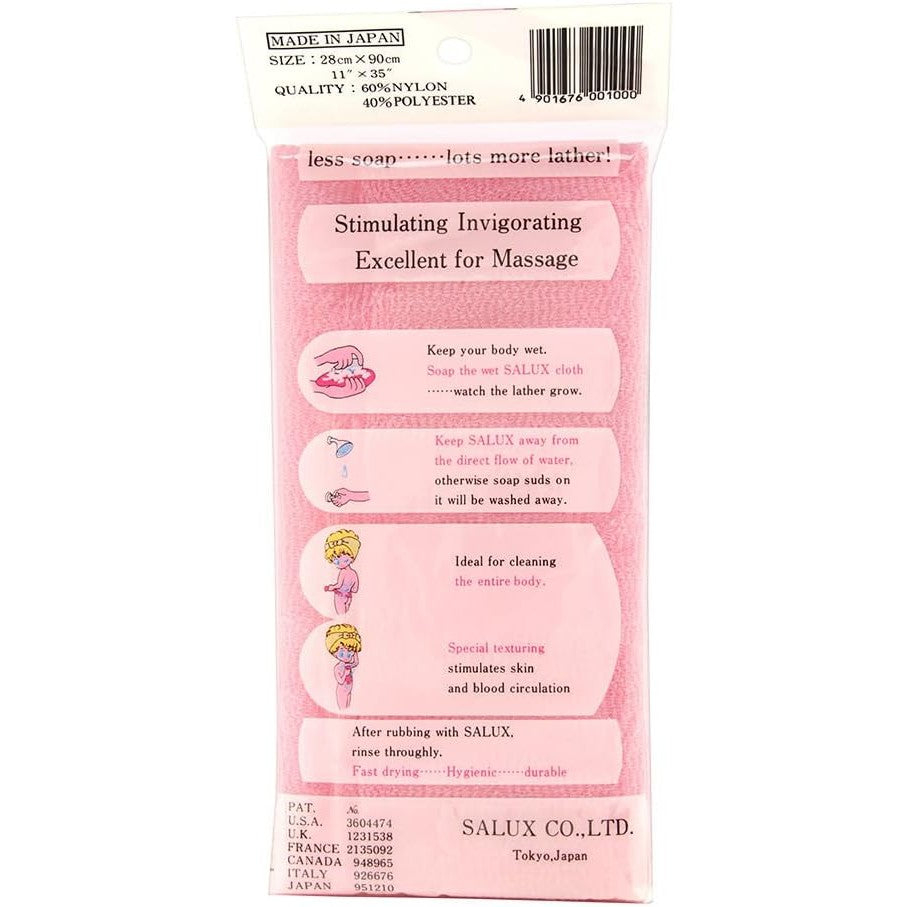 MADE IN JAPAN
SIZE : 28cm×90cm
11″×35″
QUALITY : 60%NYLON
40%POLYESTER
4 901676 001000
less soap······lots more lather!
Stimulating Invigorating
Excellent for Massage
Keep your body wet.
Soap the wet SALUX cloth
······watch the lather grow.
Keep SALUX away from
the direct flow of water,
otherwise soap suds on
it will be washed away.
Ideal for cleaning
the entire body.
Special texturing
stimulates skin
and blood circulation
After rubbing with SALUX,
rinse throughly.
Fast drying······Hygienic······durable
PAT. №
U.S.A. 3604474
U.K. 1231538
FRANCE 2135092
CANADA 948965
ITALY 926676
JAPAN 951210
SALUX CO.,LTD.
Tokyo,Japan